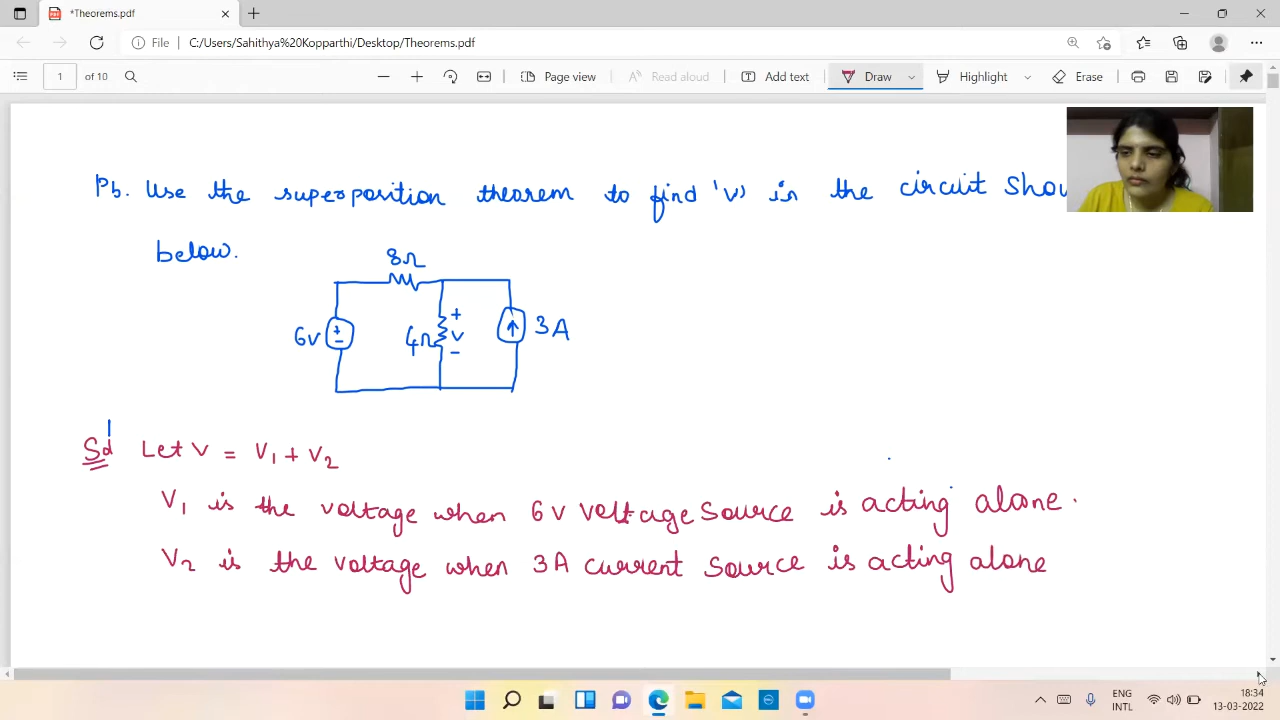 *Theorems.pdf
File | C:/Users/Sahithya%20Kopparthi/Desktop/Theorems.pdf
1 of 10 Page view Read aloud Add text Draw Highlight Erase
Pb. Use the superposition theorem to find 'v' in the circuit Show
below.
8Ω
6v + - 4Ω + v - 3A
Sol Let v = v1 + v2
V1 is the voltage when 6v voltage Source is acting alone.
V2 is the voltage when 3A current Source is acting alone
ENG 18:34
INTL 13-03-2022